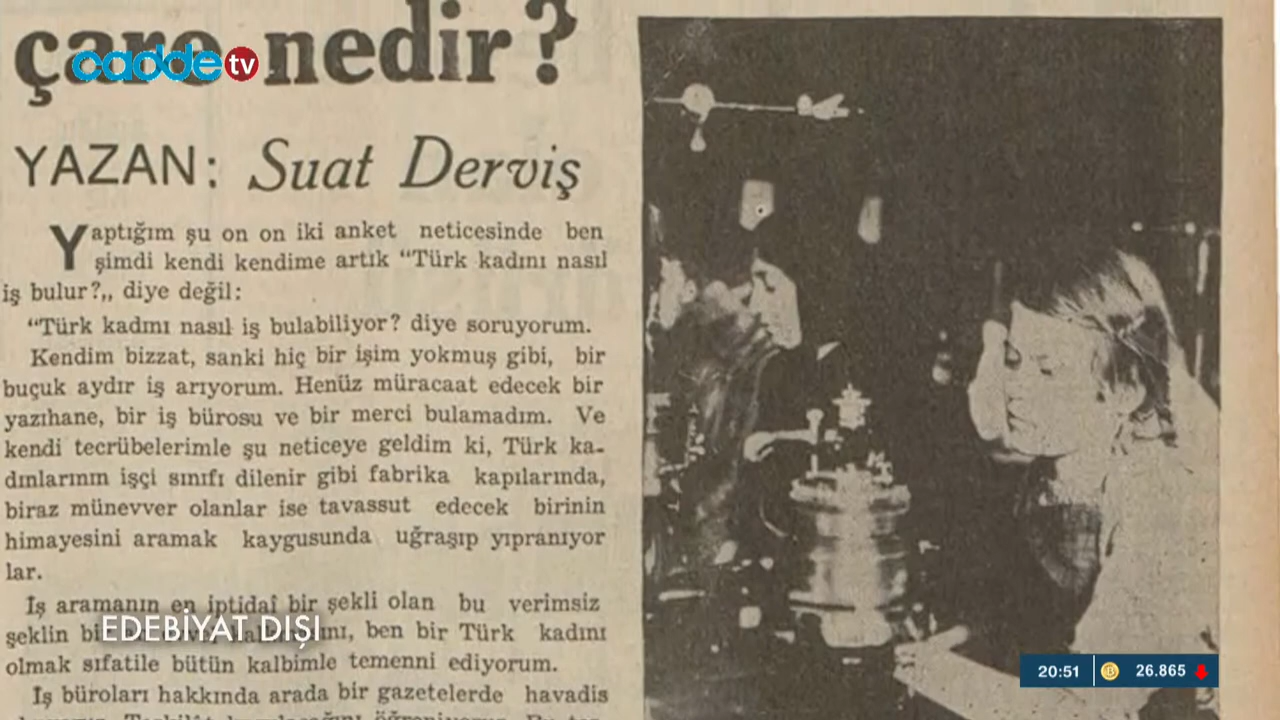 çare nedir?
cadde tv
YAZAN: Suat Derviş
Yaptığım şu on on iki anket neticesinde ben
şimdi kendi kendime artık “Türk kadını nasıl
iş bulur?,, diye değil:
“Türk kadını nasıl iş bulabiliyor? diye soruyorum.
Kendim bizzat, sanki hiç bir işim yokmuş gibi, bir
buçuk aydır iş arıyorum. Henüz müracaat edecek bir
yazıhane, bir iş bürosu ve bir merci bulamadım. Ve
kendi tecrübelerimle şu neticeye geldim ki, Türk ka-
dınlarının işçi sınıfı dilenir gibi fabrika kapılarında,
biraz münevver olanlar ise tavassut edecek birinin
himayesini aramak kaygusunda uğraşıp yıpranıyor
lar.
İş aramanın en iptidaî bir şekli olan bu verimsiz
şeklin
EDEBİYAT DIŞI
ben bir Türk kadını
olmak sıfatile bütün kalbimle temenni ediyorum.
İş büroları hakkında arada bir gazetelerde havadis
20:51 26.865